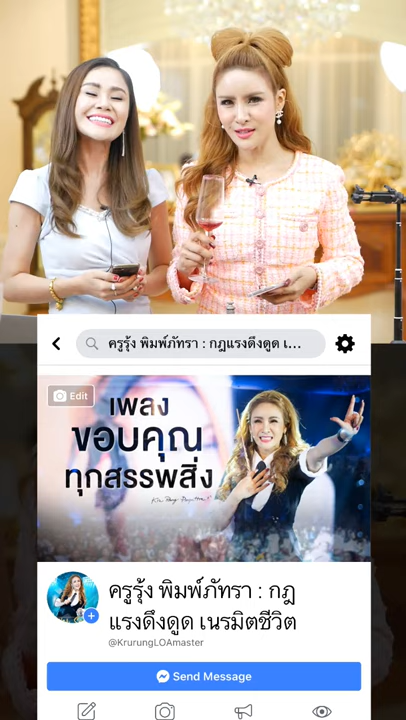 ครูรุ้ง พิมพ์ภัทรา : กฎแรงดึงดูด เ...
Edit
เพลง
ขอบคุณ
ทุกสรรพสิ่ง
ครูรุ้ง พิมพ์ภัทรา : กฎ
แรงดึงดูด เนรมิตชีวิต
@KrurungLOAmaster
Send Message